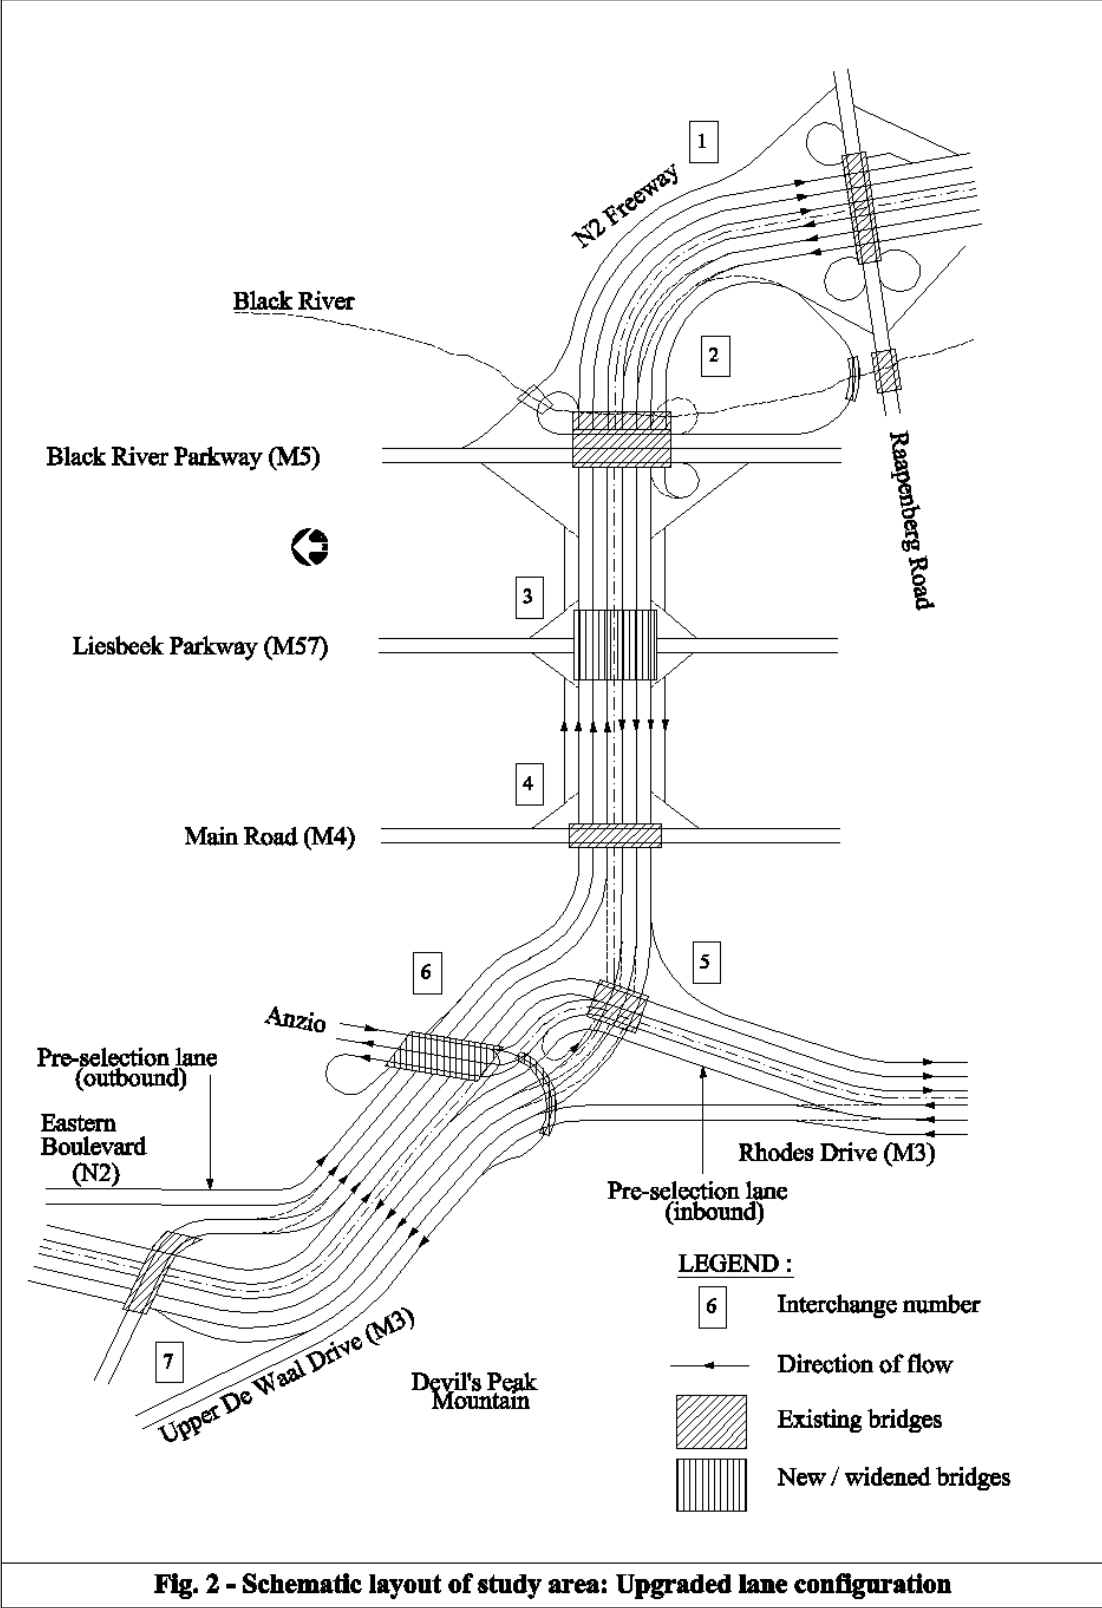 1
N2 Freeway
Black River
2
Black River Parkway (M5)
Raapenberg Road
3
Liesbeek Parkway (M57)
4
Main Road (M4)
6
5
Anzio
Pre-selection lane
(outbound)
Eastern
Boulevard
(N2)
Rhodes Drive (M3)
Pre-selection lane
(inbound)
7
Upper De Waal Drive (M3)
Devil's Peak
Mountain
LEGEND :
6 Interchange number
Direction of flow
Existing bridges
New / widened bridges
Fig. 2 - Schematic layout of study area: Upgraded lane configuration